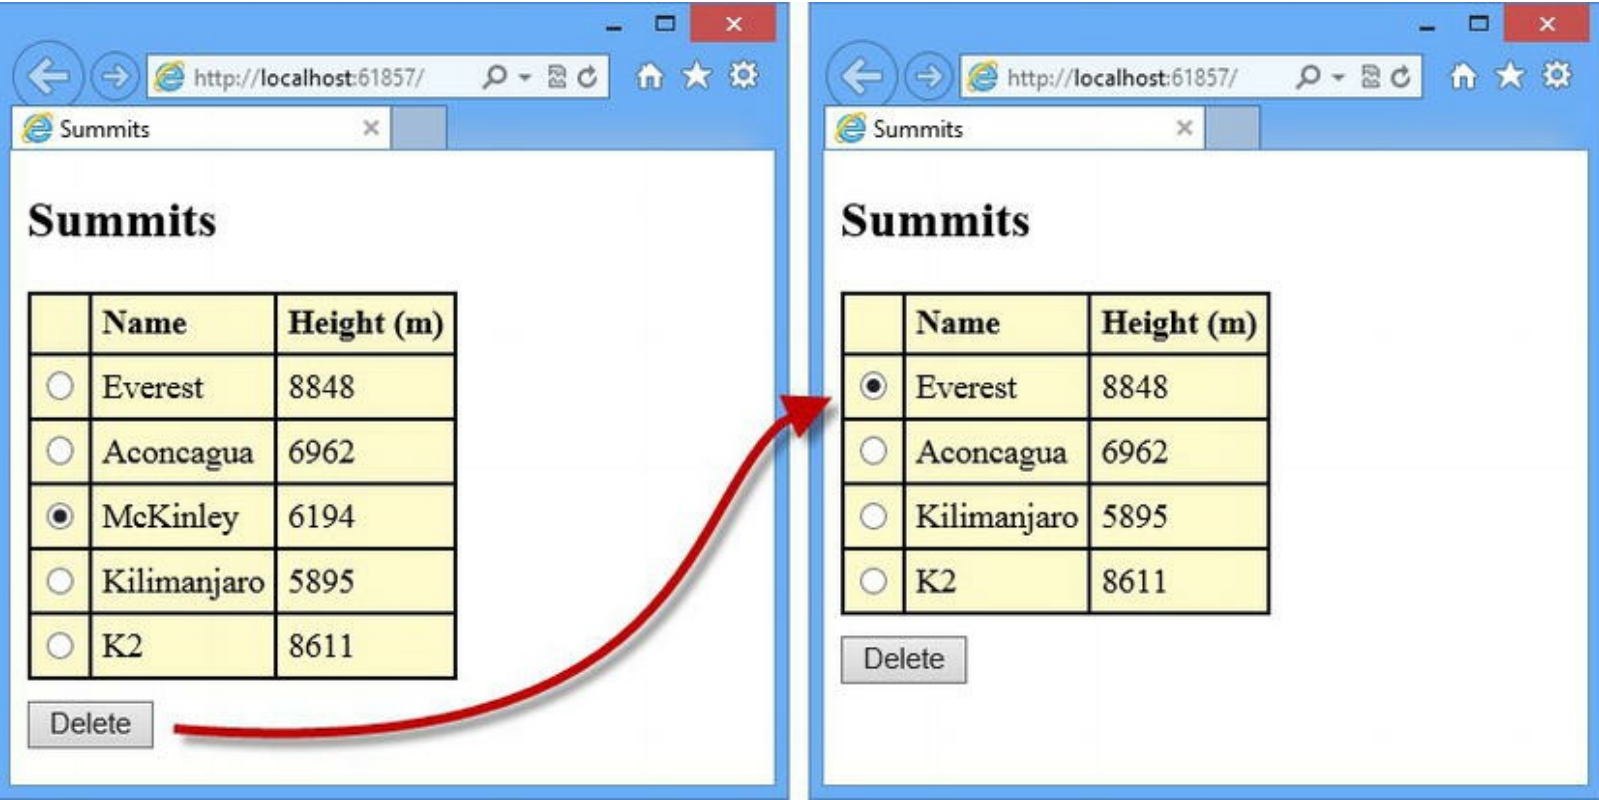 http://localhost:61857/
Summits
Summits
Name Height (m)
Everest 8848
Aconcagua 6962
McKinley 6194
Kilimanjaro 5895
K2 8611
Delete
http://localhost:61857/
Summits
Summits
Name Height (m)
Everest 8848
Aconcagua 6962
Kilimanjaro 5895
K2 8611
Delete